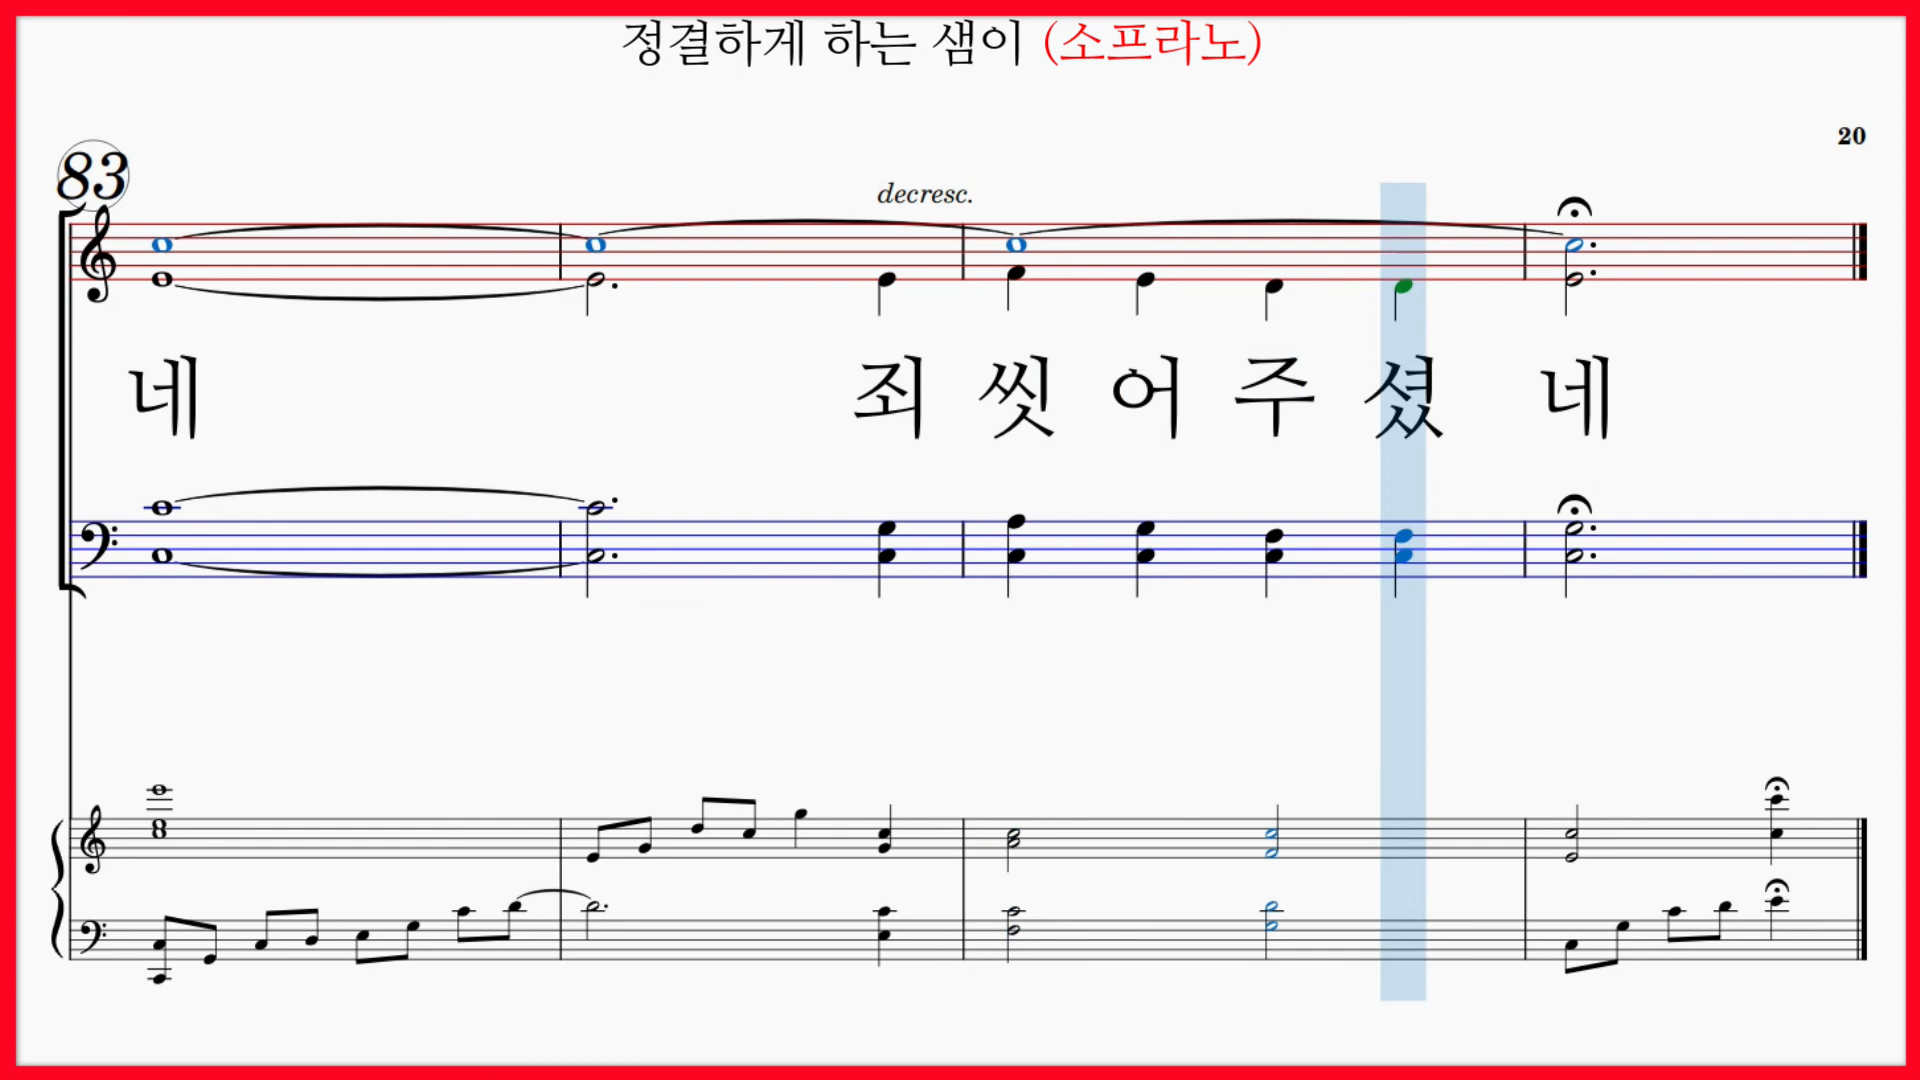 정결하게 하는 샘이 (소프라노)
20
83
decresc.
네 죄 씻 어 주 셨 네